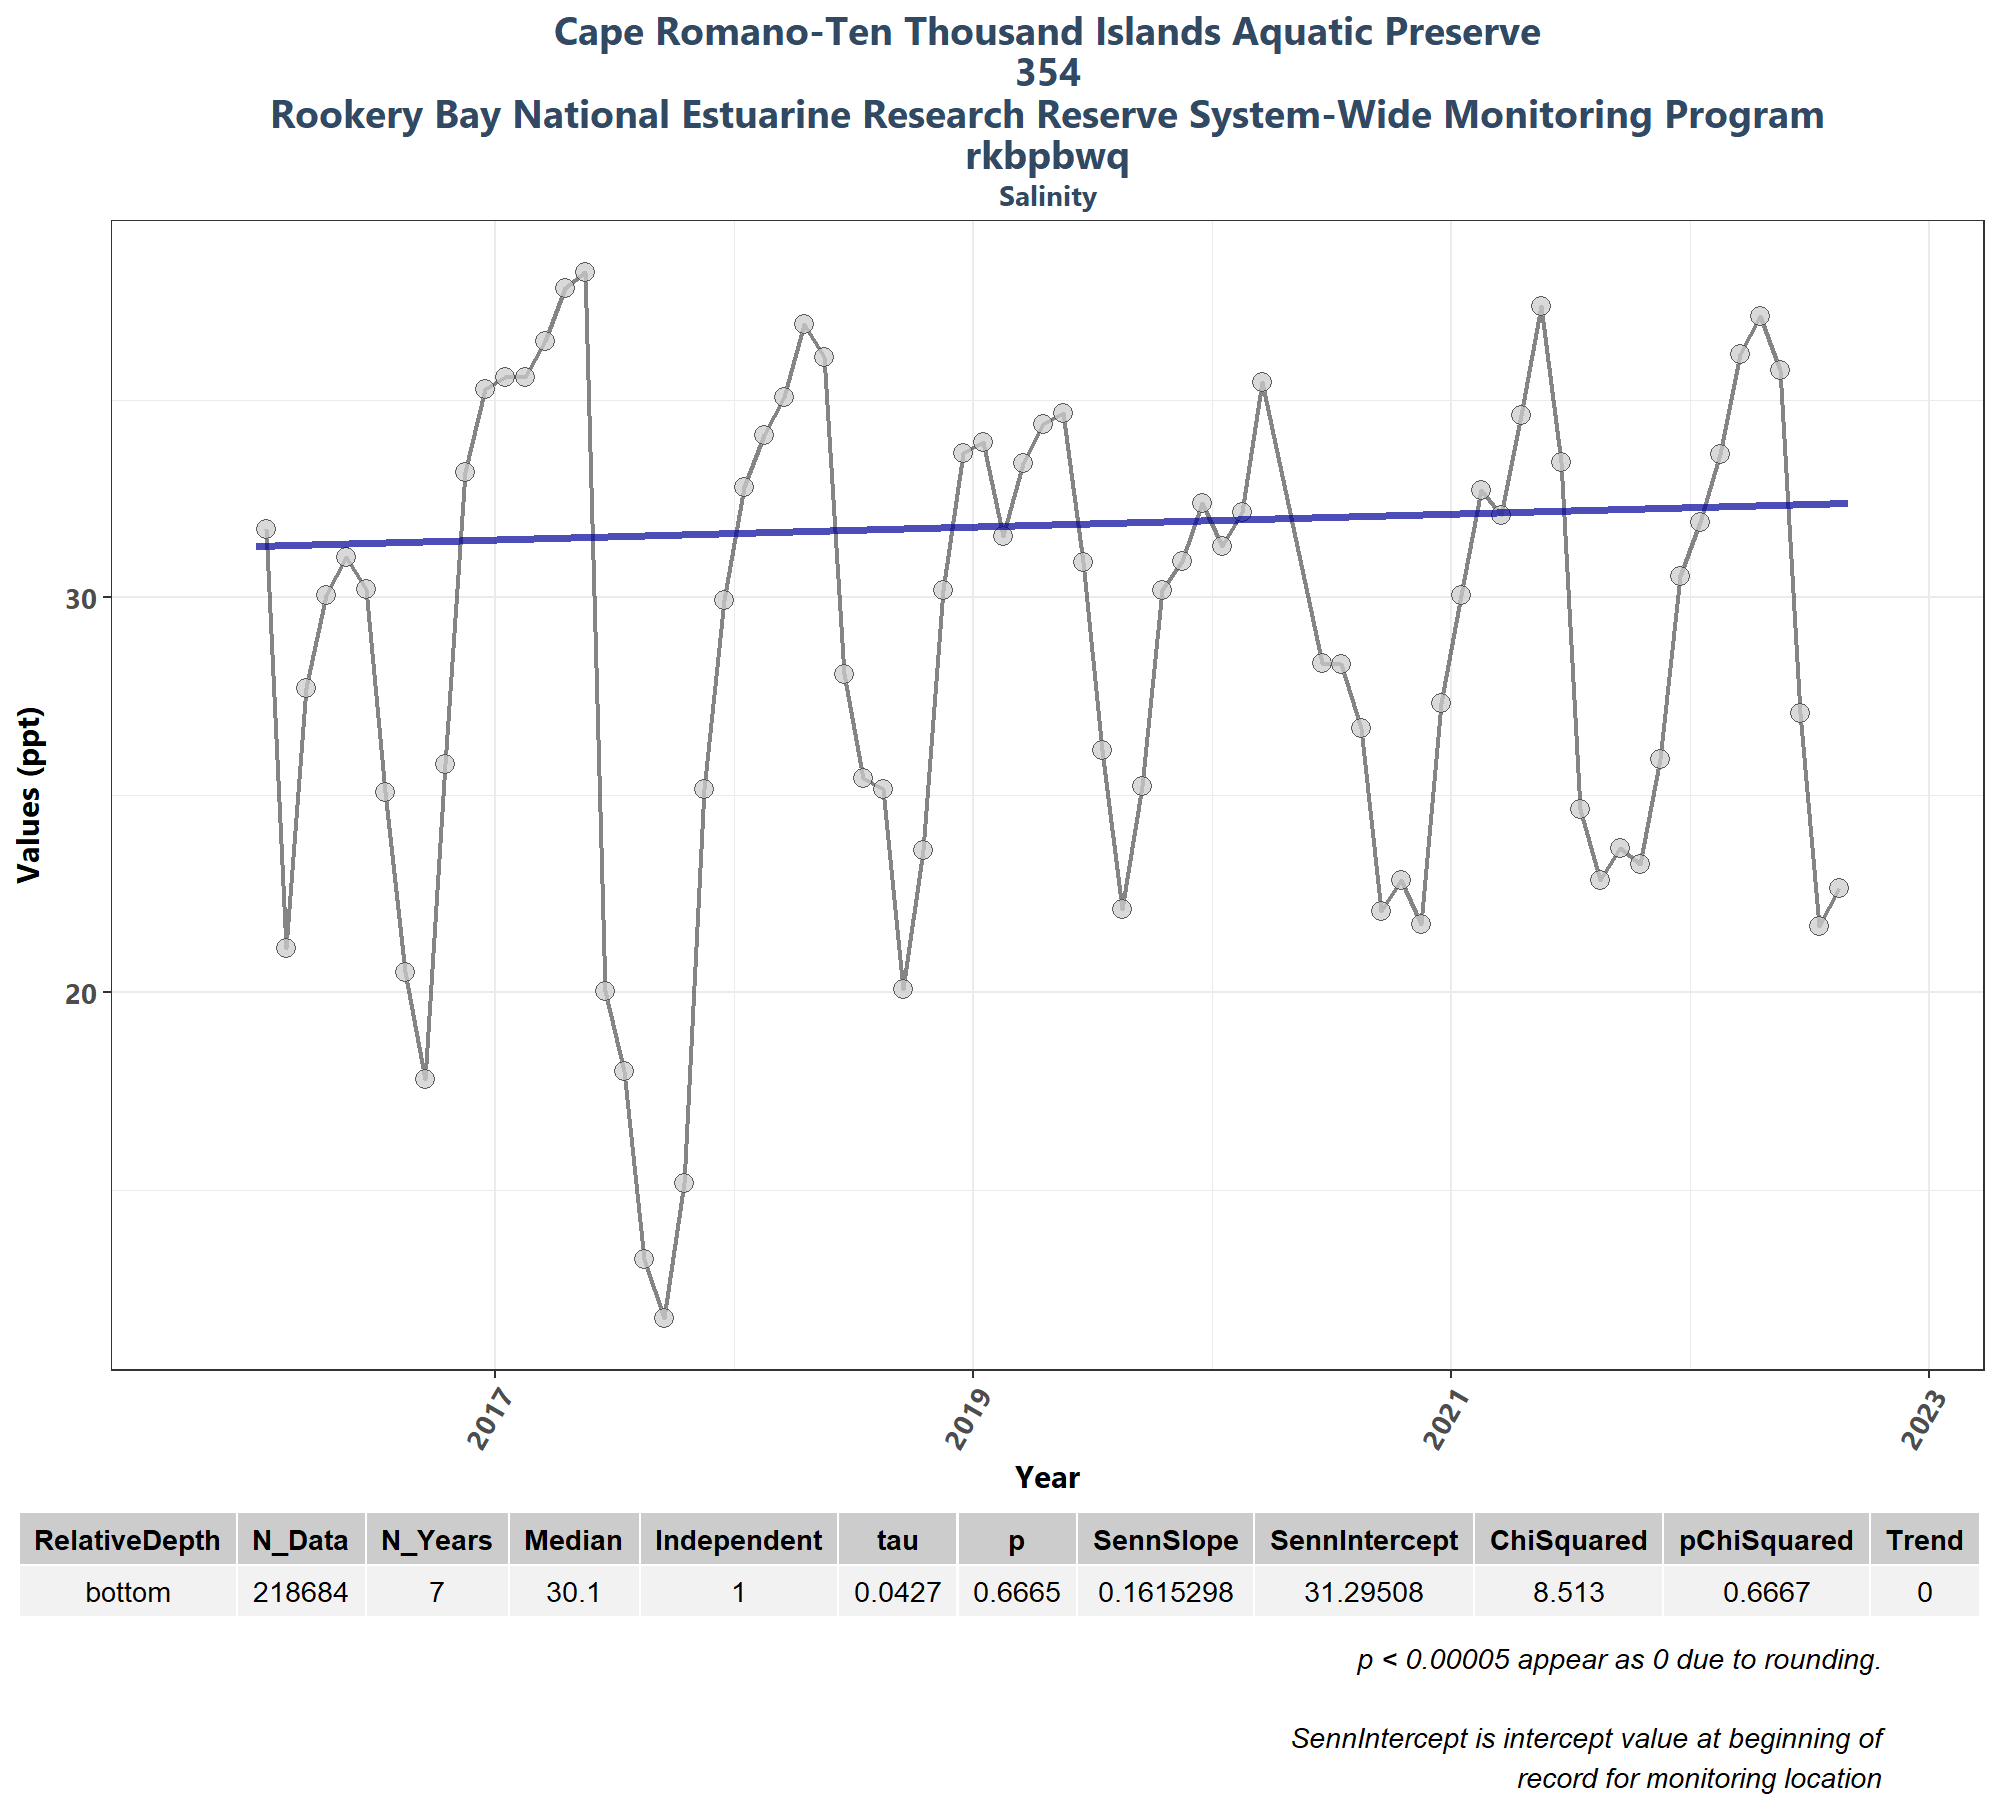 Cape Romano-Ten Thousand Islands Aquatic Preserve
354
Rookery Bay National Estuarine Research Reserve System-Wide Monitoring Program
rkbpbwq
Salinity
Values (ppt)
30
20
2017
2019
2021
2023
Year
RelativeDepth N_Data N_Years Median Independent tau p SennSlope SennIntercept ChiSquared pChiSquared Trend
bottom 218684 7 30.1 1 0.0427 0.6665 0.1615298 31.29508 8.513 0.6667 0
p < 0.00005 appear as 0 due to rounding.
SennIntercept is intercept value at beginning of
record for monitoring location